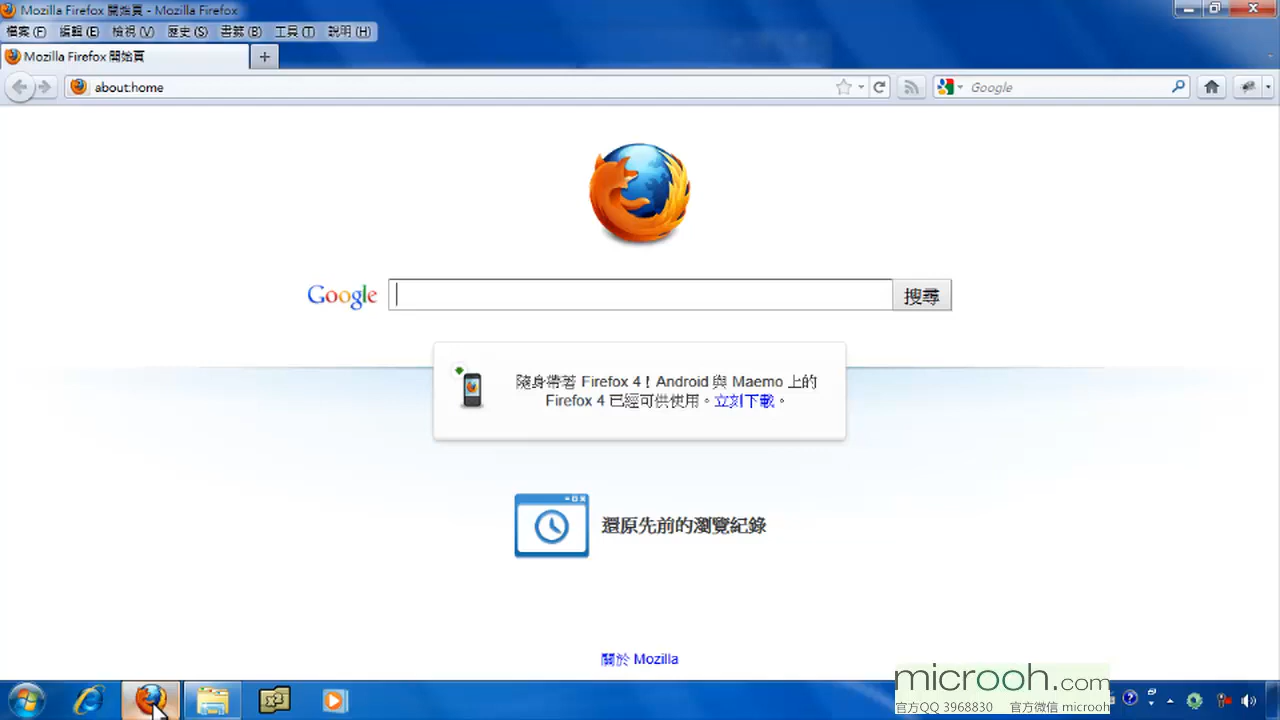 Mozilla Firefox 開始頁 - Mozilla Firefox
檔案(F) 編輯(E) 檢視(V) 歷史(S) 書籤(B) 工具(T) 說明(H)
Mozilla Firefox 開始頁
about:home
Google
Google 搜尋
隨身帶著 Firefox 4！Android 與 Maemo 上的
Firefox 4 已經可供使用。立刻下載。
還原先前的瀏覽紀錄
關於 Mozilla
microoh.com
官方QQ 3968830 官方微信 microoh